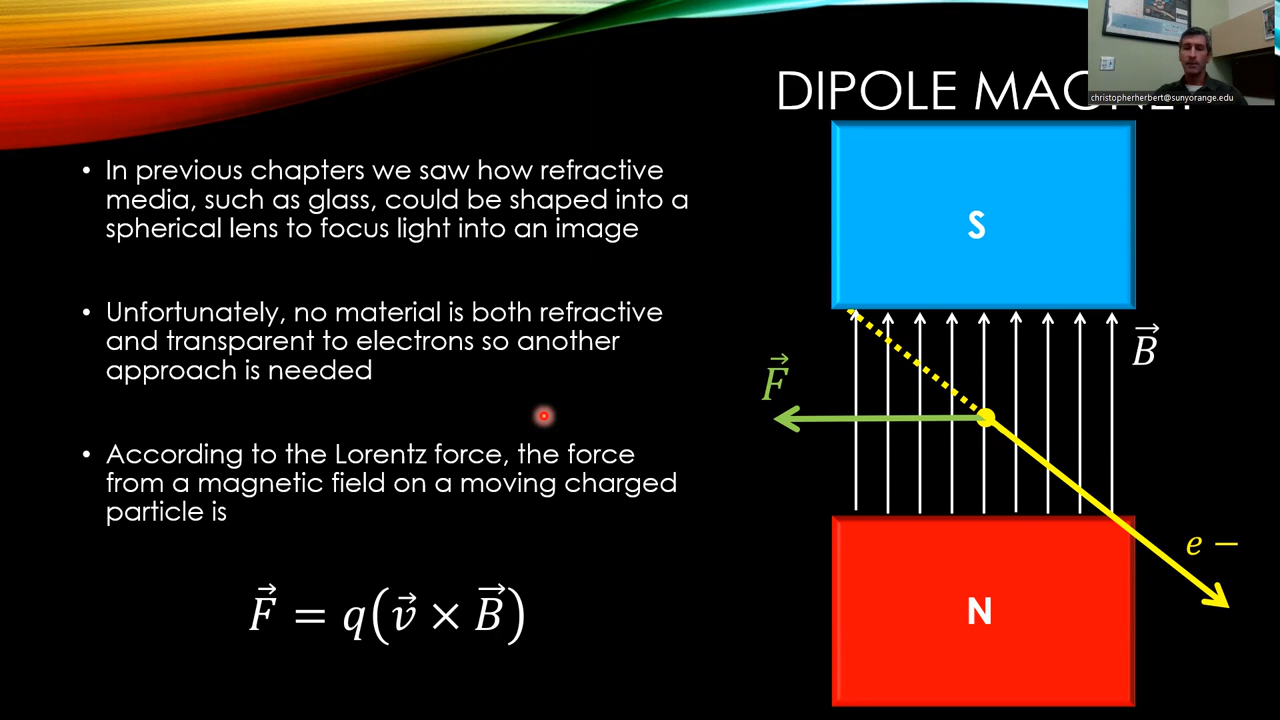 DIPOLE MAGNET
christopherherbert@sunyorange.edu
• In previous chapters we saw how refractive
media, such as glass, could be shaped into a
spherical lens to focus light into an image
• Unfortunately, no material is both refractive
and transparent to electrons so another
approach is needed
• According to the Lorentz force, the force
from a magnetic field on a moving charged
particle is
F⃗ = q(v⃗ × B⃗)
S
B⃗
F⃗
e −
N